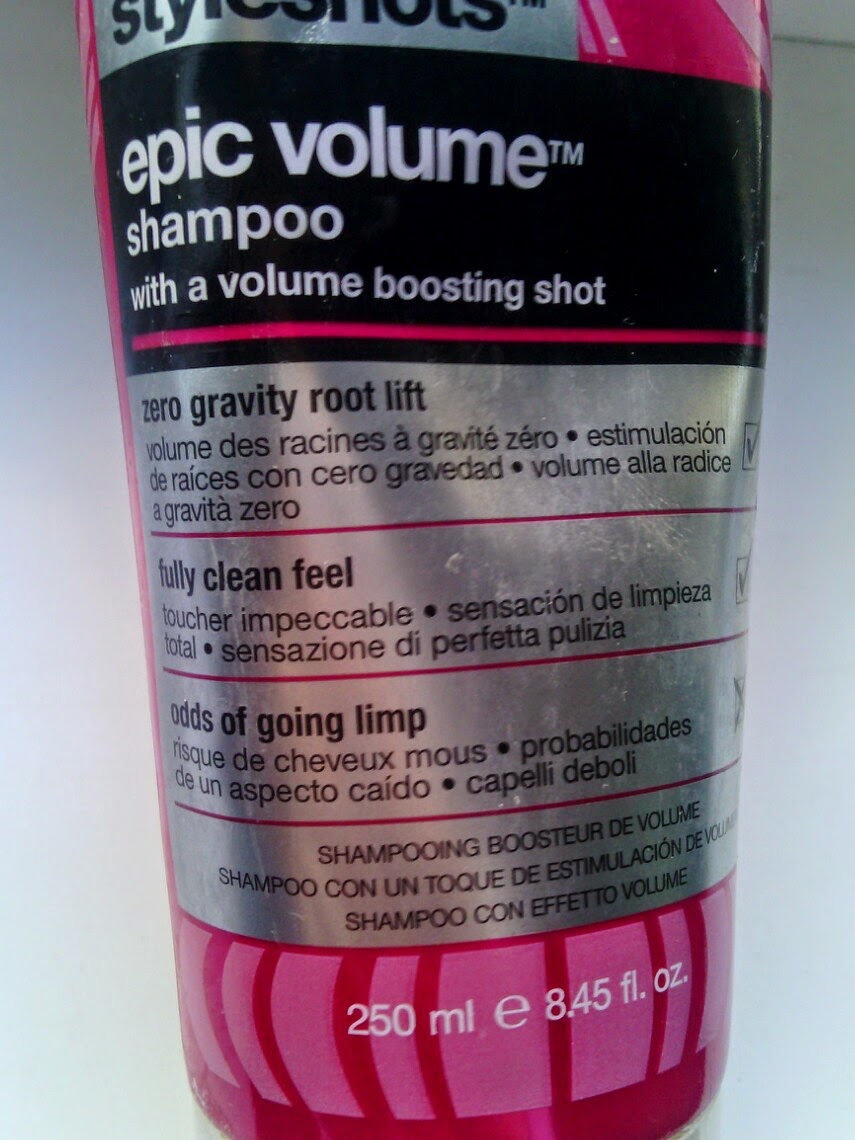 styleshots™
epic volume™
shampoo
with a volume boosting shot
zero gravity root lift
volume des racines à gravité zéro • estimulación
de raíces con cero gravedad • volume alla radice
a gravità zero
fully clean feel
toucher impeccable • sensación de limpieza
total • sensazione di perfetta pulizia
odds of going limp
risque de cheveux mous • probabilidades
de un aspecto caído • capelli deboli
SHAMPOOING BOOSTEUR DE VOLUME
SHAMPOO CON UN TOQUE DE ESTIMULACIÓN DE VOLUM
SHAMPOO CON EFFETTO VOLUME
250 ml e 8.45 fl. oz.